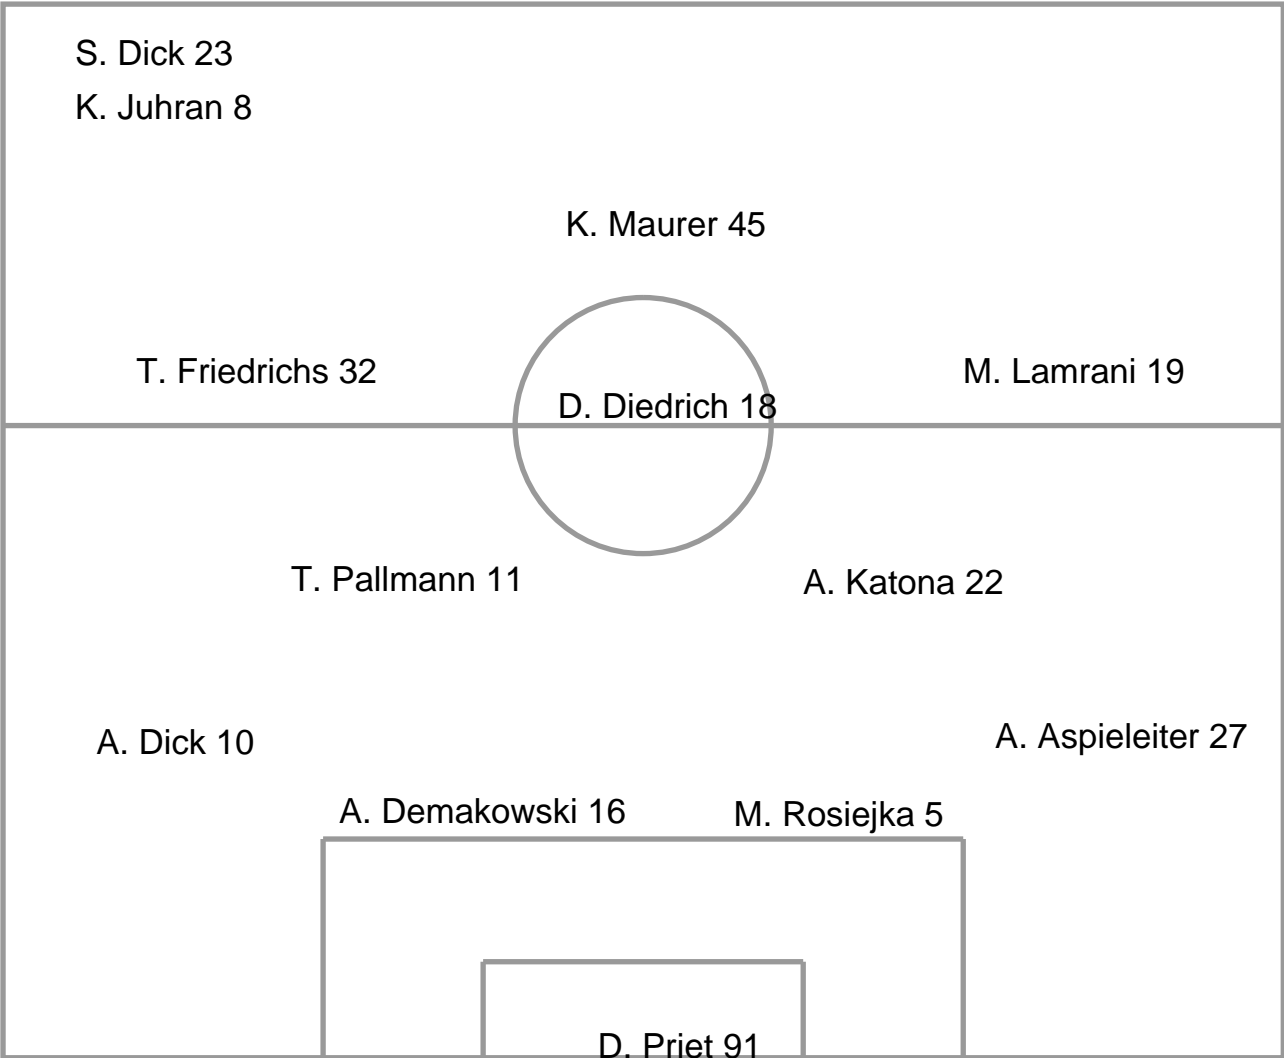 S. Dick 23
K. Juhran 8
K. Maurer 45
T. Friedrichs 32
M. Lamrani 19
D. Diedrich 18
T. Pallmann 11
A. Katona 22
A. Dick 10
A. Aspieleiter 27
A. Demakowski 16
M. Rosiejka 5
D. Priet 91